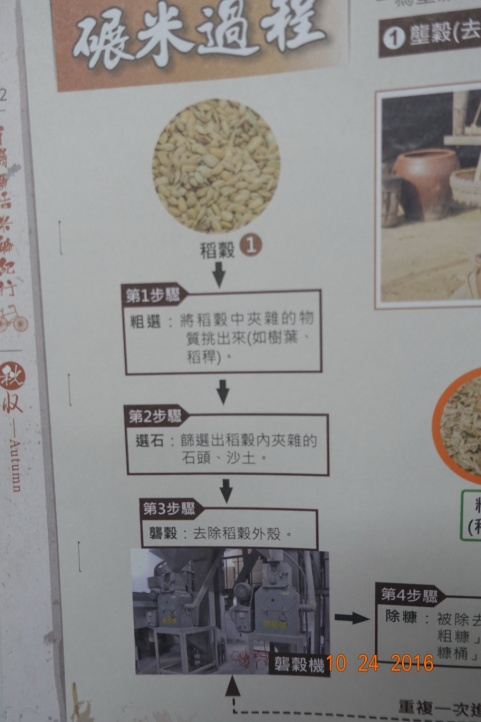 碾米過程
❶ 壟穀(去
稻穀 ❶
第1步驟
粗選：將稻穀中夾雜的物
質挑出來(如樹葉、
稻稈)。
第2步驟
選石：篩選出稻穀內夾雜的
石頭、沙土。
第3步驟
礱穀：去除稻穀外殼。
礱穀機
第4步驟
除糠：被除去
粗糠」
糠桶」
重複一次進
秋收—Autumn
10 24 2016